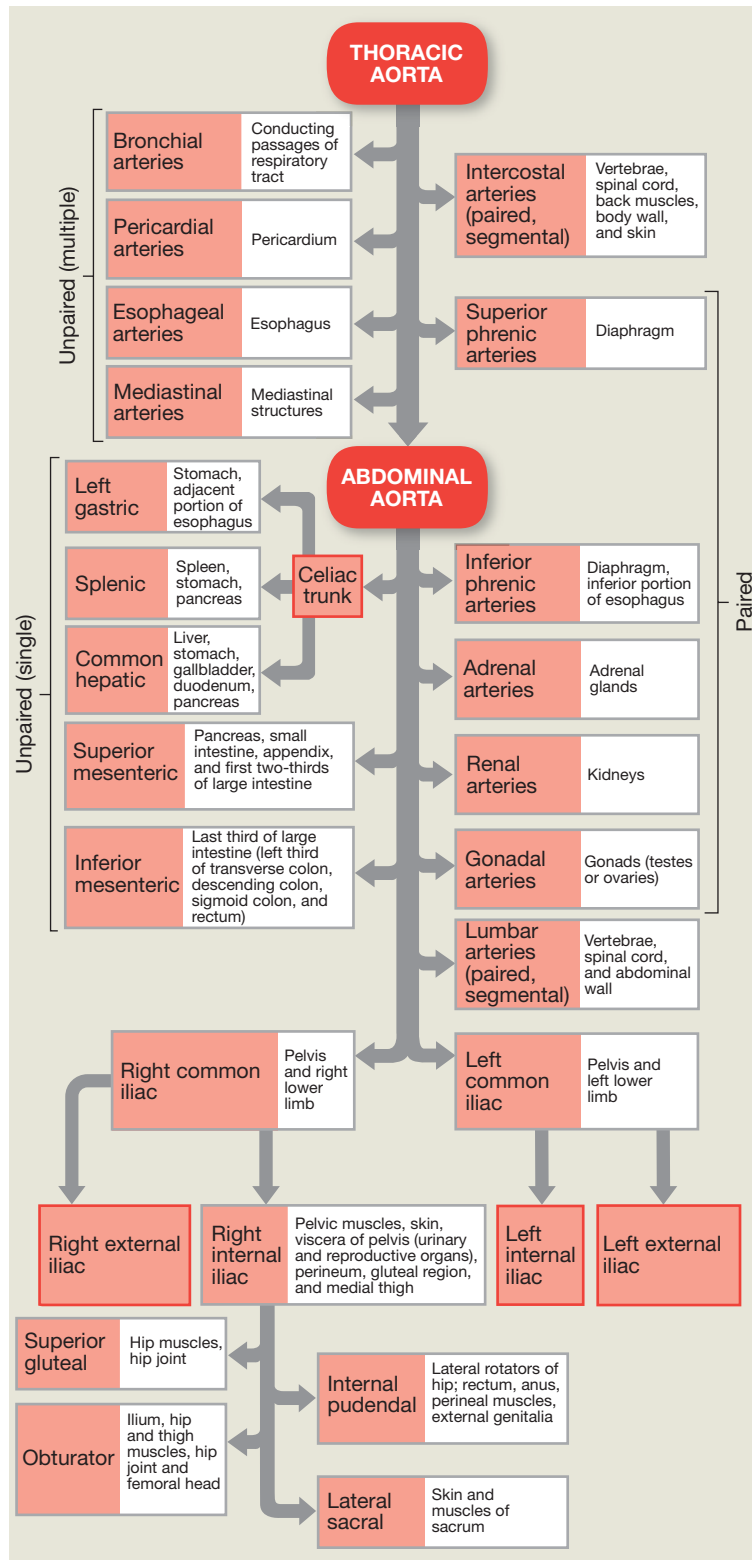 THORACIC
AORTA
Unpaired (multiple)
Bronchial
arteries
Conducting
passages of
respiratory
tract
Pericardial
arteries
Pericardium
Esophageal
arteries
Esophagus
Mediastinal
arteries
Mediastinal
structures
Intercostal
arteries
(paired,
segmental)
Vertebrae,
spinal cord,
back muscles,
body wall,
and skin
Superior
phrenic
arteries
Diaphragm
Paired
ABDOMINAL
AORTA
Unpaired (single)
Left
gastric
Stomach,
adjacent
portion of
esophagus
Splenic
Spleen,
stomach,
pancreas
Celiac
trunk
Common
hepatic
Liver,
stomach,
gallbladder,
duodenum,
pancreas
Superior
mesenteric
Pancreas, small
intestine, appendix,
and first two-thirds
of large intestine
Inferior
mesenteric
Last third of large
intestine (left third
of transverse colon,
descending colon,
sigmoid colon, and
rectum)
Inferior
phrenic
arteries
Diaphragm,
inferior portion
of esophagus
Adrenal
arteries
Adrenal
glands
Renal
arteries
Kidneys
Gonadal
arteries
Gonads (testes
or ovaries)
Lumbar
arteries
(paired,
segmental)
Vertebrae,
spinal cord,
and abdominal
wall
Right common
iliac
Pelvis
and right
lower
limb
Left
common
iliac
Pelvis and
left lower
limb
Right external
iliac
Right
internal
iliac
Pelvic muscles, skin,
viscera of pelvis (urinary
and reproductive organs),
perineum, gluteal region,
and medial thigh
Left
internal
iliac
Left external
iliac
Superior
gluteal
Hip muscles,
hip joint
Internal
pudendal
Lateral rotators of
hip; rectum, anus,
perineal muscles,
external genitalia
Obturator
Ilium, hip
and thigh
muscles, hip
joint and
femoral head
Lateral
sacral
Skin and
muscles of
sacrum